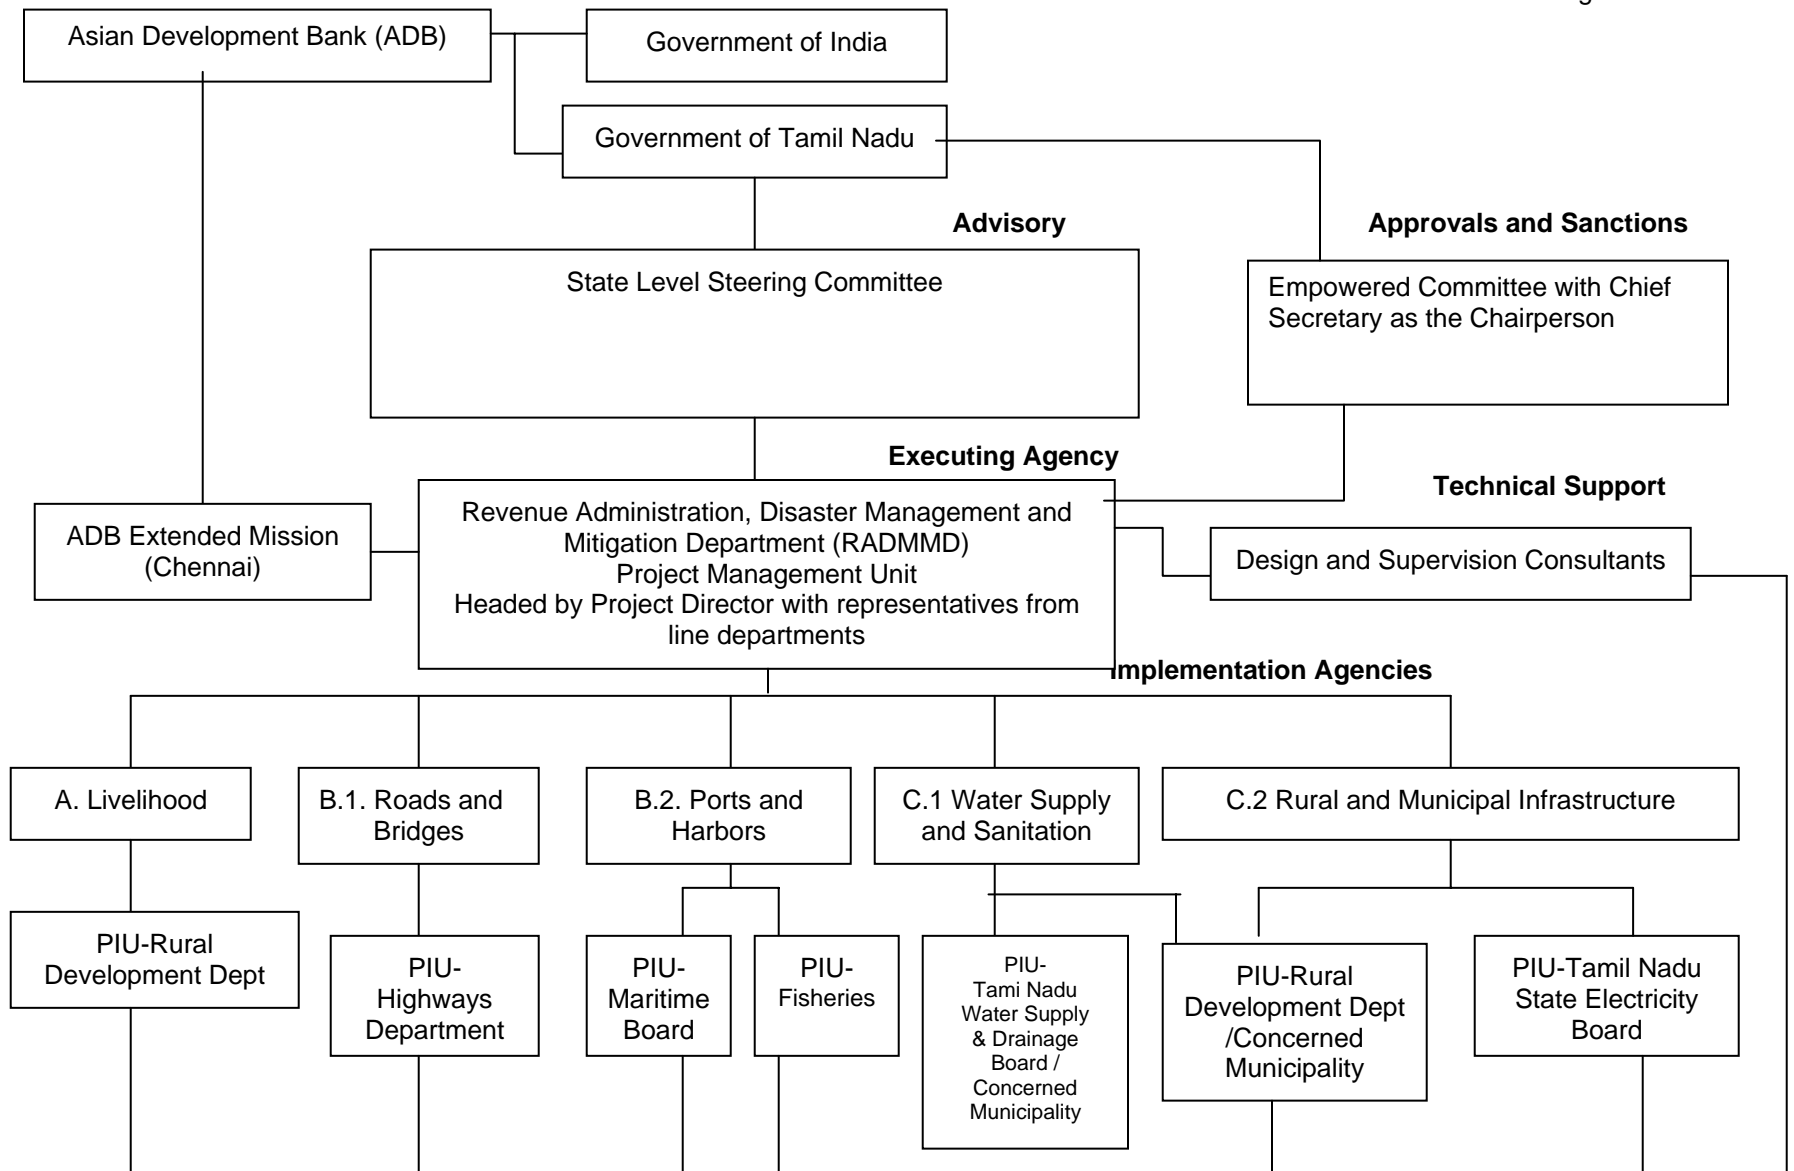 Asian Development Bank (ADB)
Government of India
Government of Tamil Nadu
Advisory
Approvals and Sanctions
State Level Steering Committee
Empowered Committee with Chief
Secretary as the Chairperson
Executing Agency
Technical Support
Revenue Administration, Disaster Management and
Mitigation Department (RADMMD)
Project Management Unit
Headed by Project Director with representatives from
line departments
ADB Extended Mission
(Chennai)
Design and Supervision Consultants
Implementation Agencies
A. Livelihood
B.1. Roads and
Bridges
B.2. Ports and
Harbors
C.1 Water Supply
and Sanitation
C.2 Rural and Municipal Infrastructure
PIU-Rural
Development Dept
PIU-
Highways
Department
PIU-
Maritime
Board
PIU-
Fisheries
PIU-
Tami Nadu
Water Supply
& Drainage
Board /
Concerned
Municipality
PIU-Rural
Development Dept
/Concerned
Municipality
PIU-Tamil Nadu
State Electricity
Board